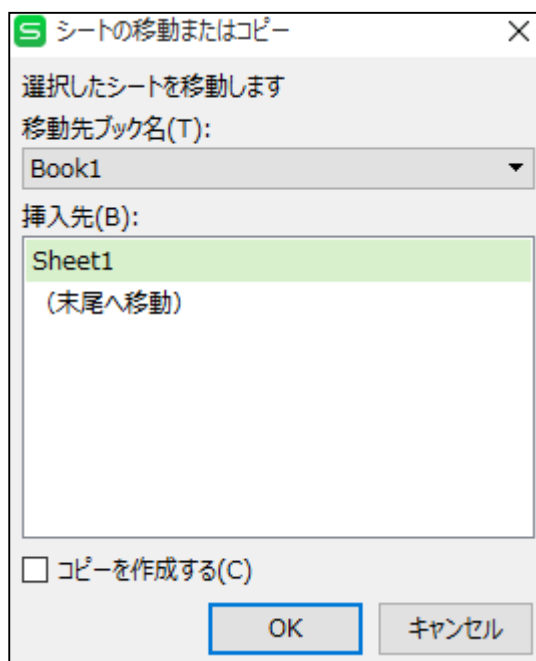 シートの移動またはコピー
選択したシートを移動します
移動先ブック名(T):
Book1
挿入先(B):
Sheet1
（末尾へ移動）
コピーを作成する(C)
OK キャンセル